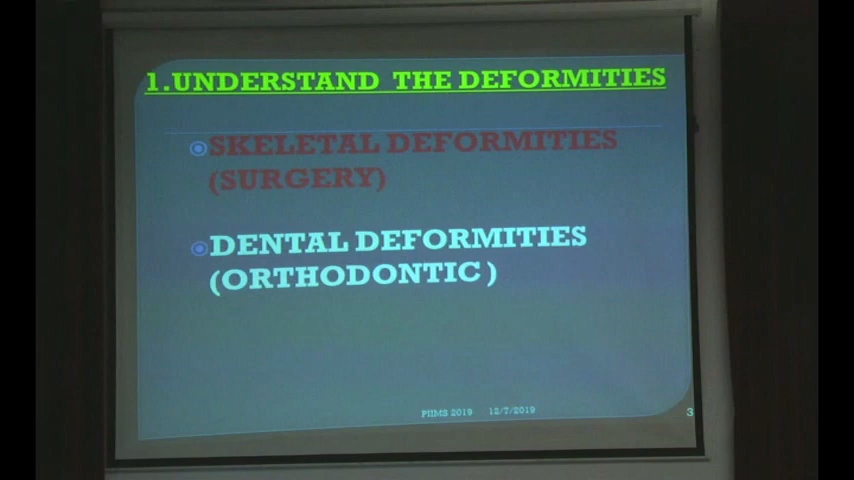 1.UNDERSTAND THE DEFORMITIES
SKELETAL DEFORMITIES
(SURGERY)
DENTAL DEFORMITIES
(ORTHODONTIC )
PIIMS 2019 12/7/2019 3